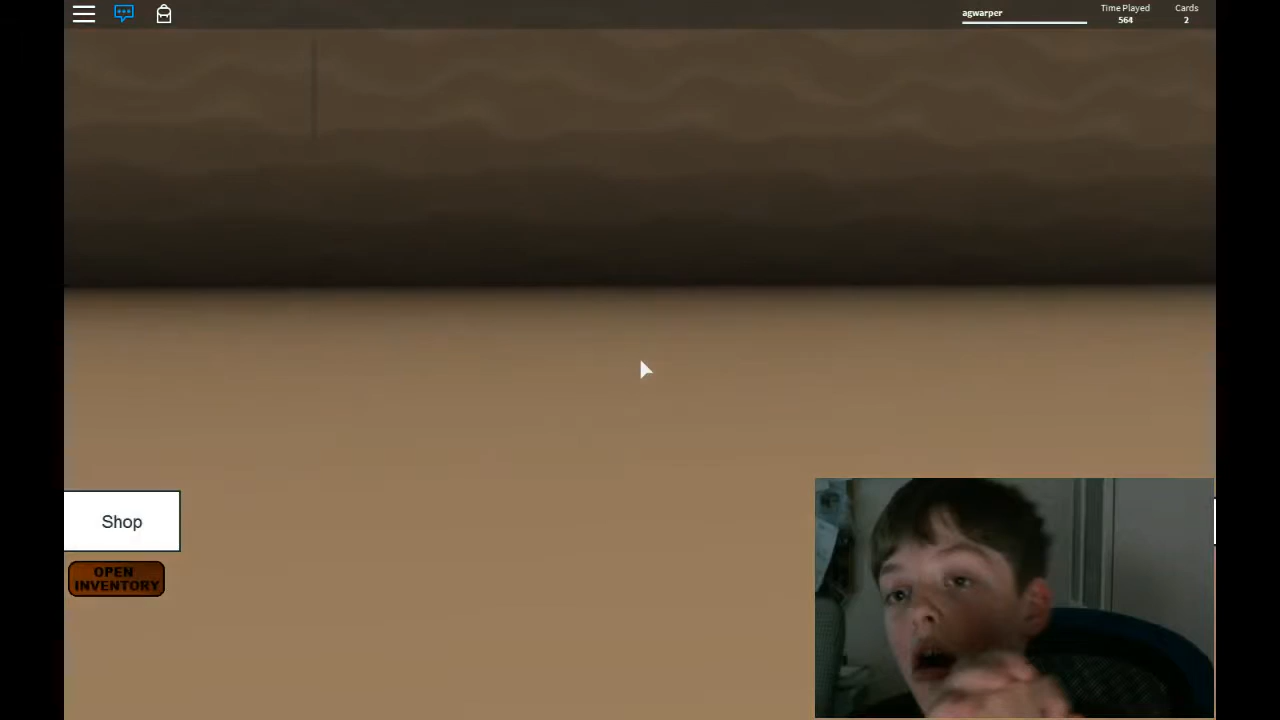 agwarper
Time Played
564
Cards
2
Shop
OPEN
INVENTORY